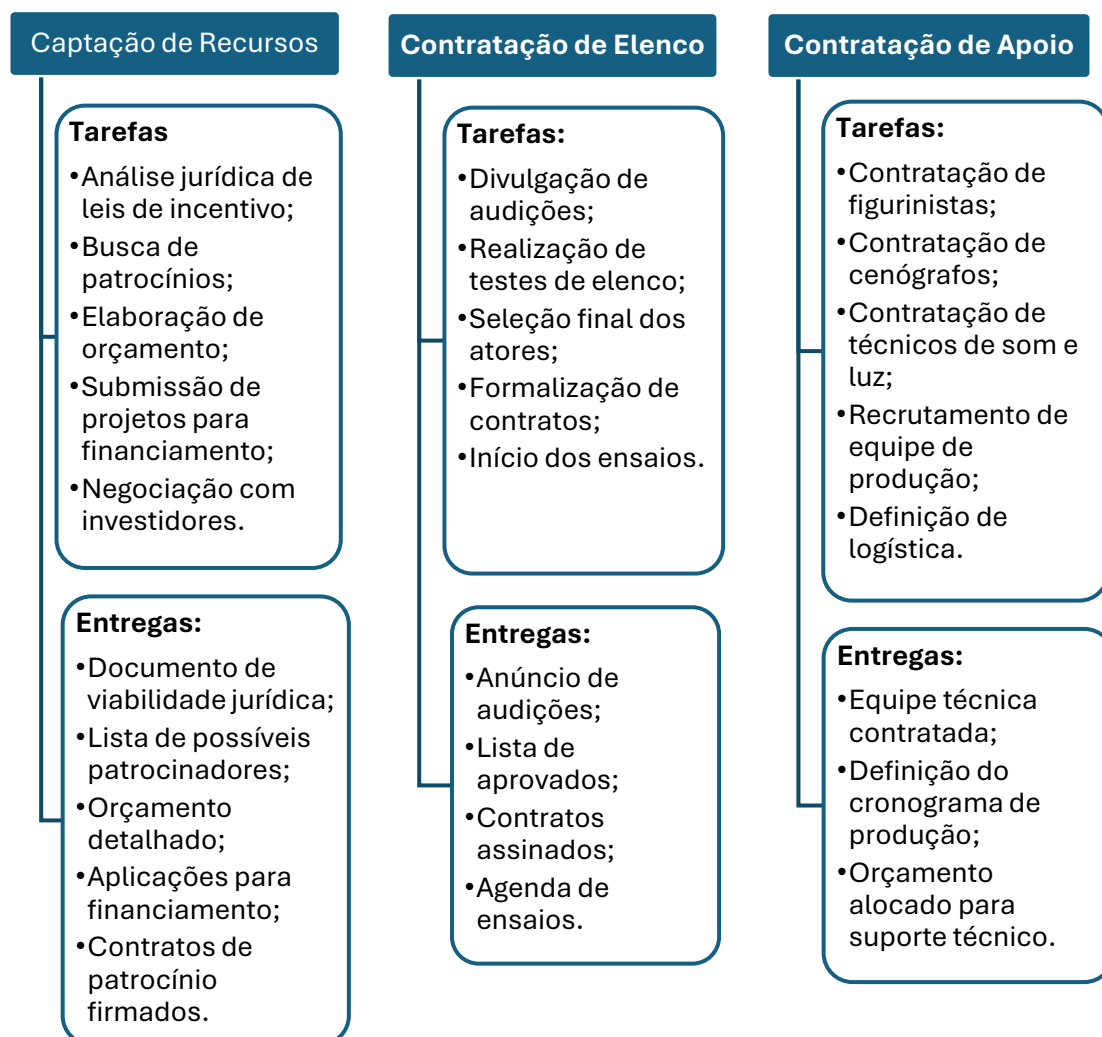 Captação de Recursos
Tarefas
•Análise jurídica de
leis de incentivo;
•Busca de
patrocínios;
•Elaboração de
orçamento;
•Submissão de
projetos para
financiamento;
•Negociação com
investidores.
Entregas:
•Documento de
viabilidade jurídica;
•Lista de possíveis
patrocinadores;
•Orçamento
detalhado;
•Aplicações para
financiamento;
•Contratos de
patrocínio
firmados.
Contratação de Elenco
Tarefas:
•Divulgação de
audições;
•Realização de
testes de elenco;
•Seleção final dos
atores;
•Formalização de
contratos;
•Início dos ensaios.
Entregas:
•Anúncio de
audições;
•Lista de
aprovados;
•Contratos
assinados;
•Agenda de
ensaios.
Contratação de Apoio
Tarefas:
•Contratação de
figurinistas;
•Contratação de
cenógrafos;
•Contratação de
técnicos de som e
luz;
•Recrutamento de
equipe de
produção;
•Definição de
logística.
Entregas:
•Equipe técnica
contratada;
•Definição do
cronograma de
produção;
•Orçamento
alocado para
suporte técnico.